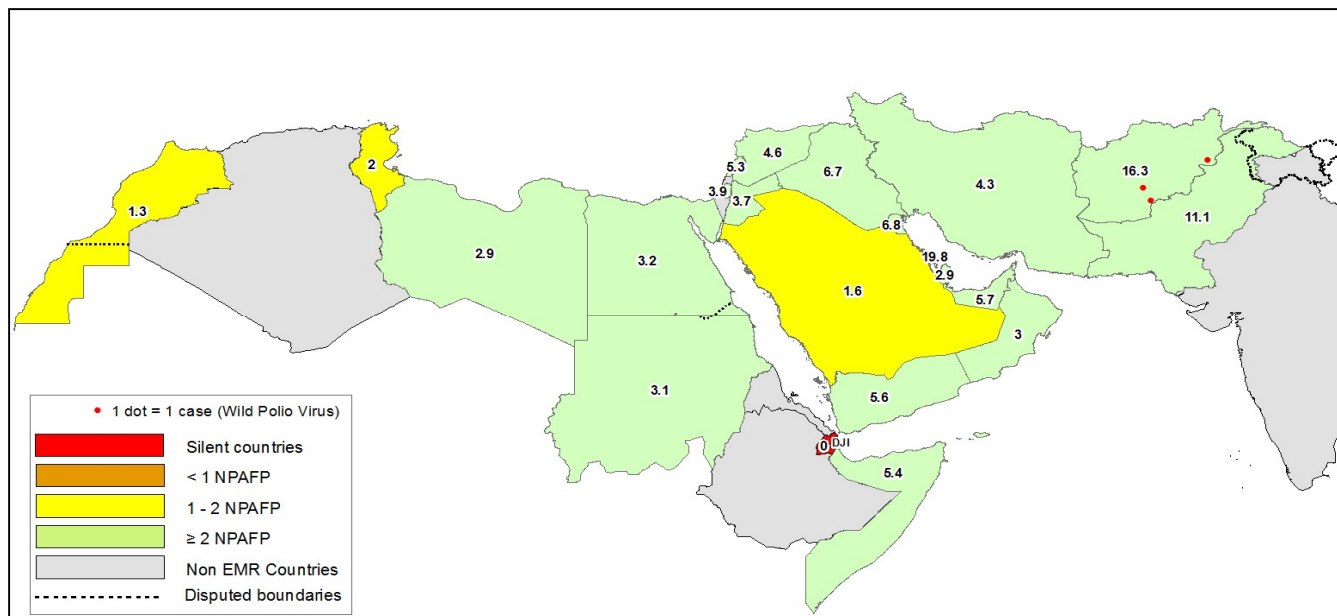 4.6
5.3
6.7
2
4.3
16.3
3.9
3.7
1.3
11.1
6.8
2.9
3.2
19.8
2.9
1.6
5.7
3
3.1
5.6
0
DJI
5.4
1 dot = 1 case (Wild Polio Virus)
Silent countries
< 1 NPAFP
1 - 2 NPAFP
≥ 2 NPAFP
Non EMR Countries
Disputed boundaries